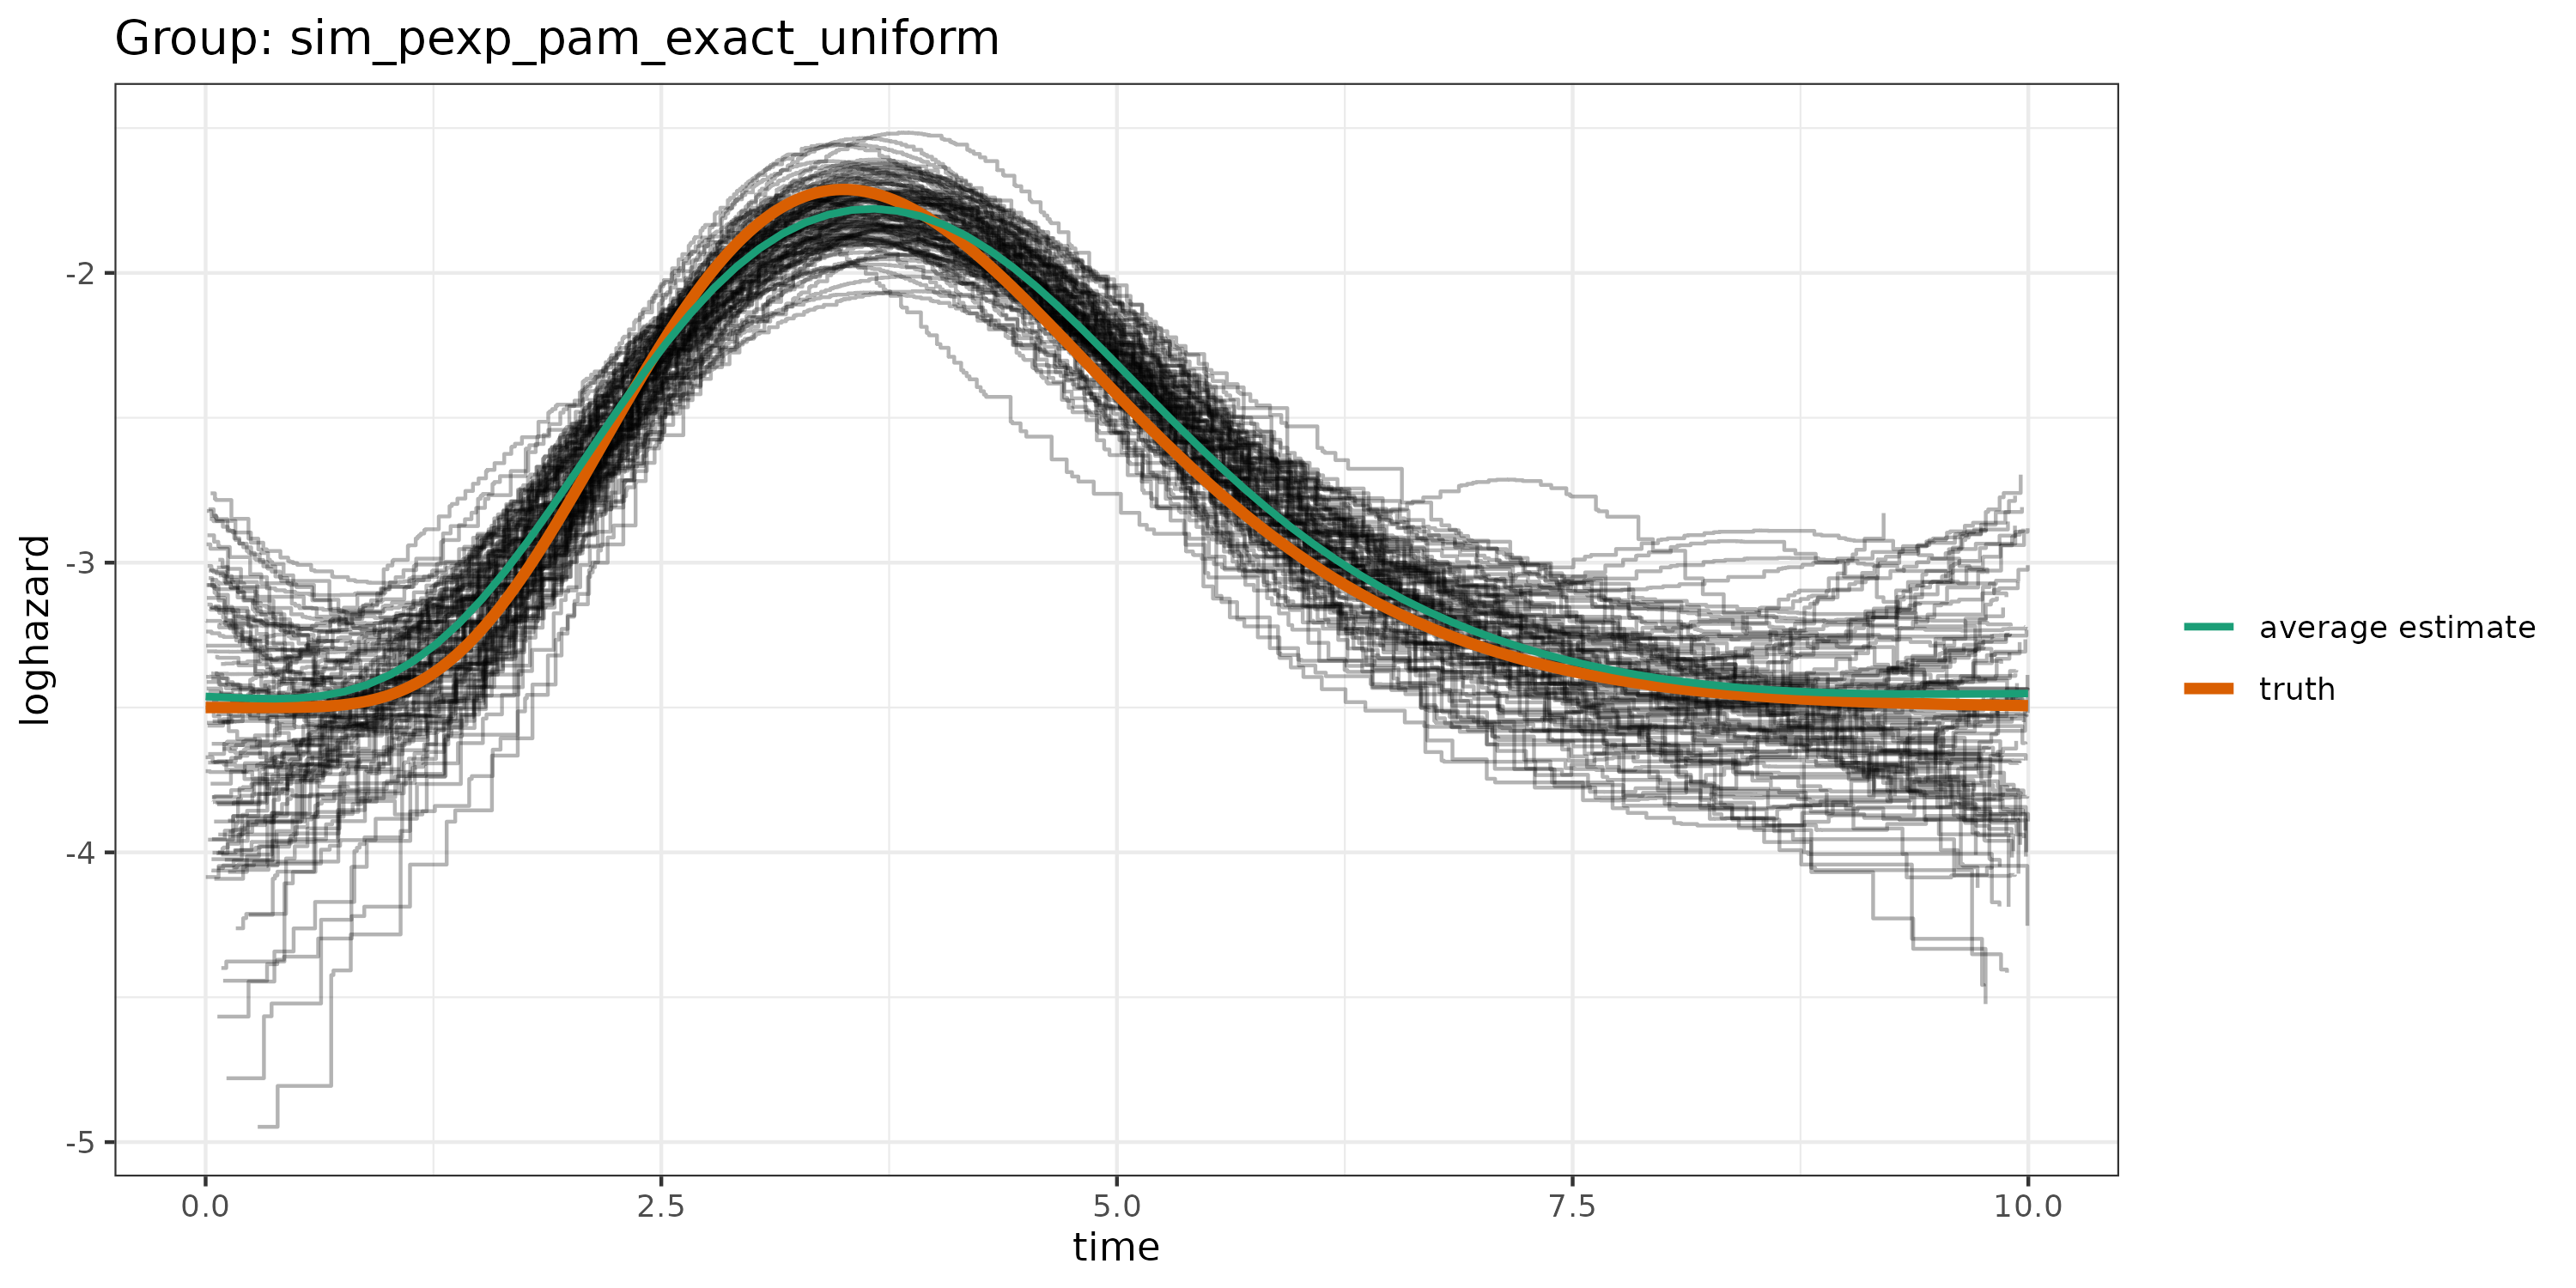 Group: sim_pexp_pam_exact_uniform
loghazard
-2
-3
-4
-5
0.0
2.5
5.0
7.5
10.0
time
average estimate
truth